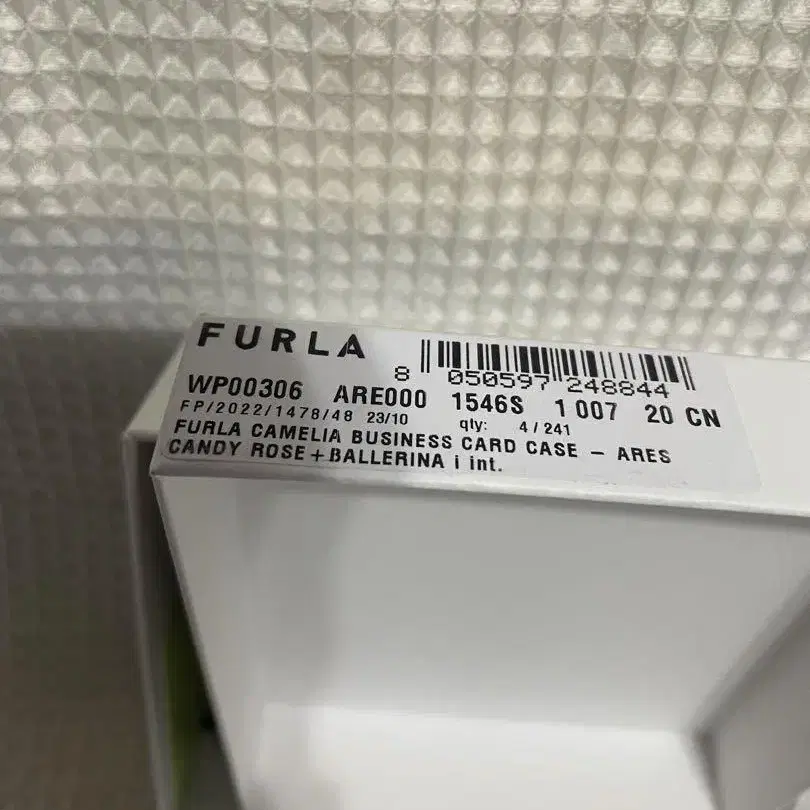 FURLA
8 050597 248844
WP00306 ARE000 1546S 1 007 20 CN
FP/2022/1478/48 23/10 qty: 4/241
FURLA CAMELIA BUSINESS CARD CASE – ARES
CANDY ROSE+BALLERINA i int.